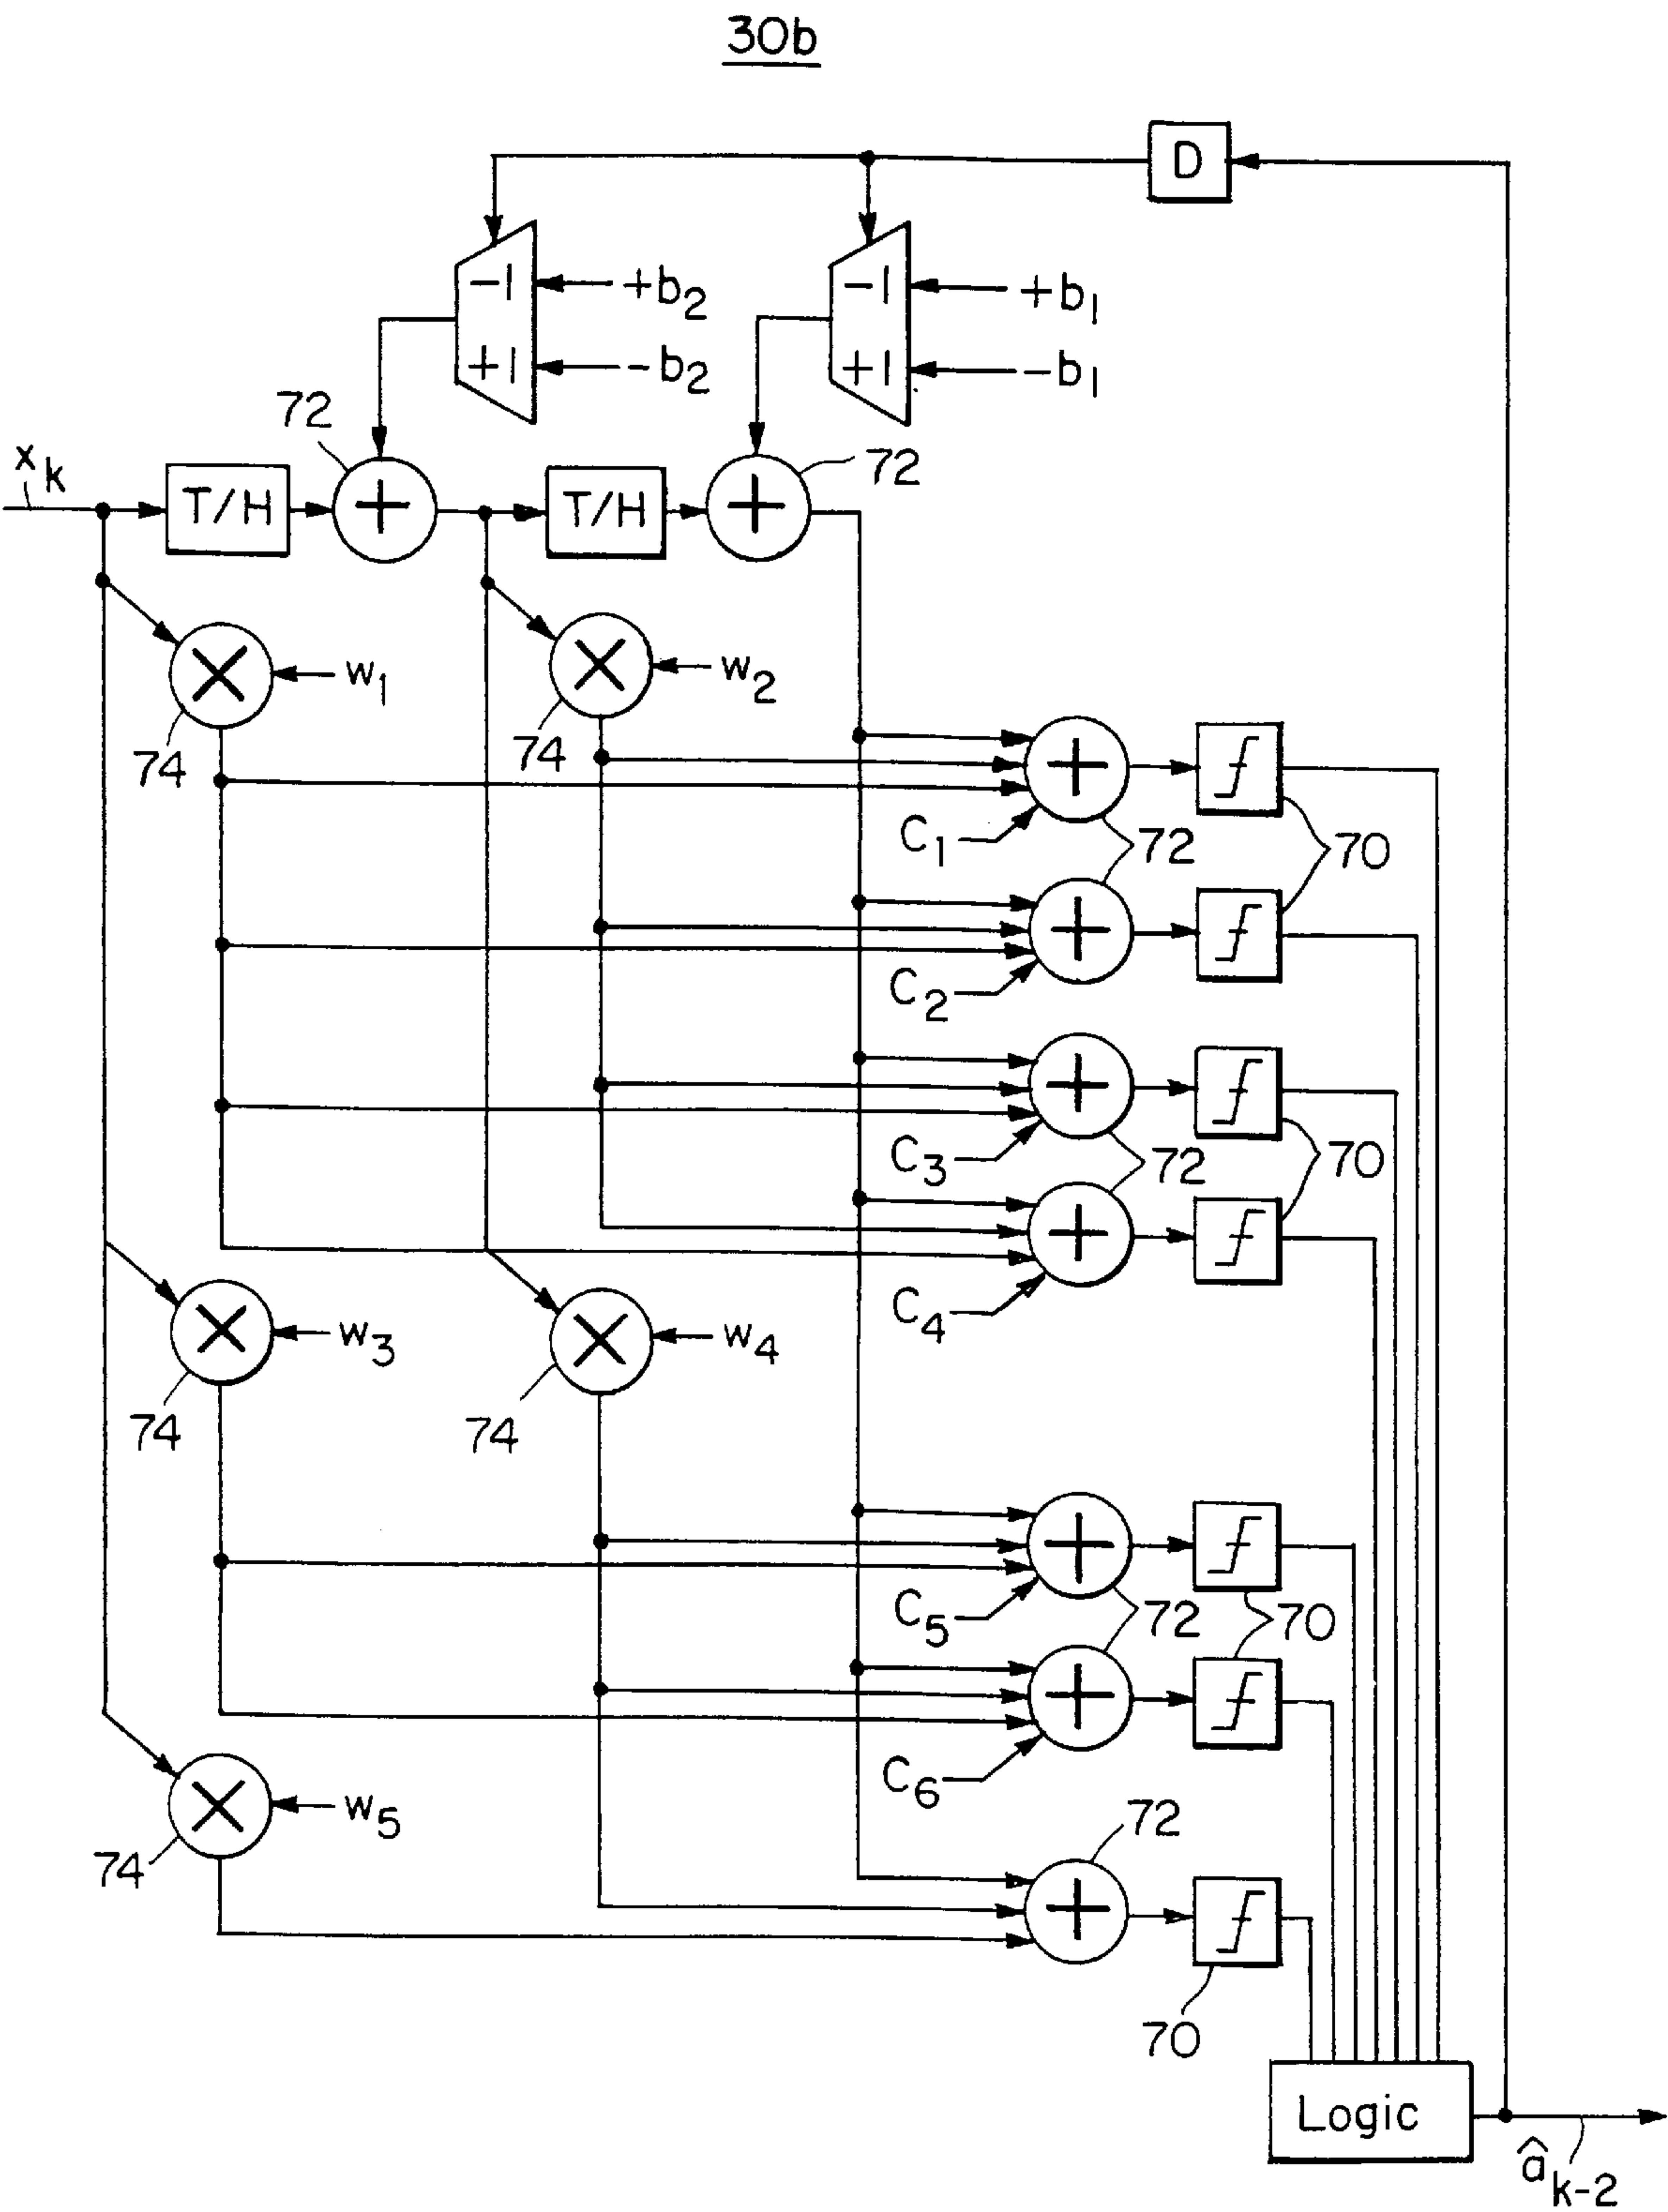 30b
D
-1
+b2
-1
+b1
+1
-b2
+1
-b1
72
72
xk
T/H
+
T/H
+
×
w1
×
w2
74
74
+
C1
72
70
+
C2
+
C3
72
70
+
C4
×
w3
×
w4
74
74
+
C5
72
70
+
C6
×
w5
74
72
+
70
Logic
âk-2